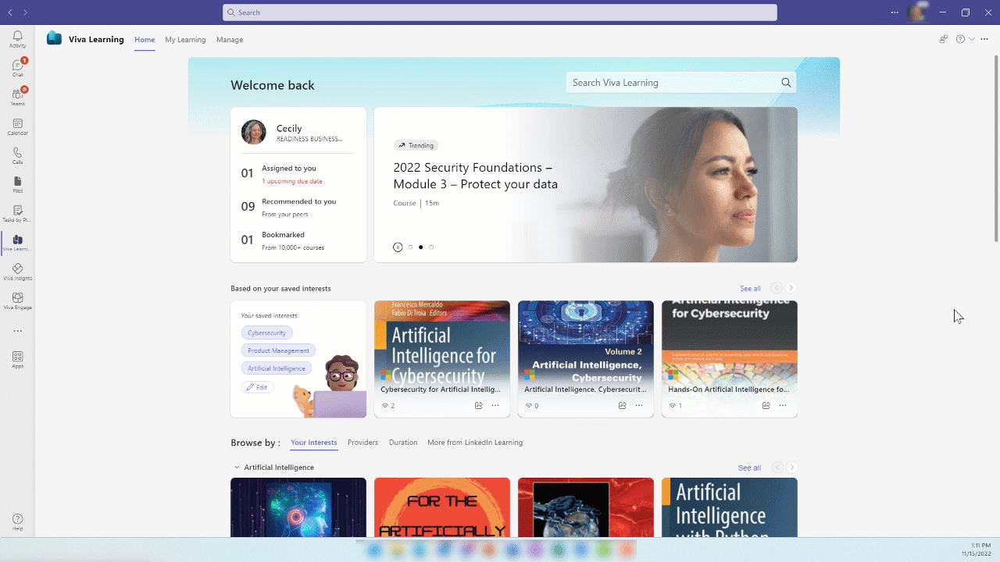 Search
Activity
Chat
1
Teams
Calendar
Calls
Files
Tasks by Pl...
Viva Learni...
Viva Insights
Viva Engage
Apps
Help
Viva Learning
Home
My Learning
Manage
Welcome back
Search Viva Learning
Cecily
READINESS BUSINESS...
01
Assigned to you
1 upcoming due date
09
Recommended to you
From your peers
01
Bookmarked
From 10,000+ courses
Trending
2022 Security Foundations –
Module 3 – Protect your data
Course | 15m
Based on your saved interests
See all
Your saved interests
Cybersecurity
Product Management
Artificial Intelligence
Edit
Francesco Mercaldo
Fabio Di Troia Editors
Artificial
Intelligence for
Cybersecurity
Cybersecurity for Artificial Intellig...
2
Volume 2
Artificial Intelligence,
Cybersecurity
Artificial Intelligence, Cybersecurit...
0
Artificial Intelligence
for Cybersecurity
Hands-On Artificial Intelligence fo...
1
Browse by :
Your interests
Providers
Duration
More from LinkedIn Learning
Artificial Intelligence
See all
FOR THE
ARTIFICIALLY
Artificial
Intelligence
with Python
1:11 PM
11/15/2022